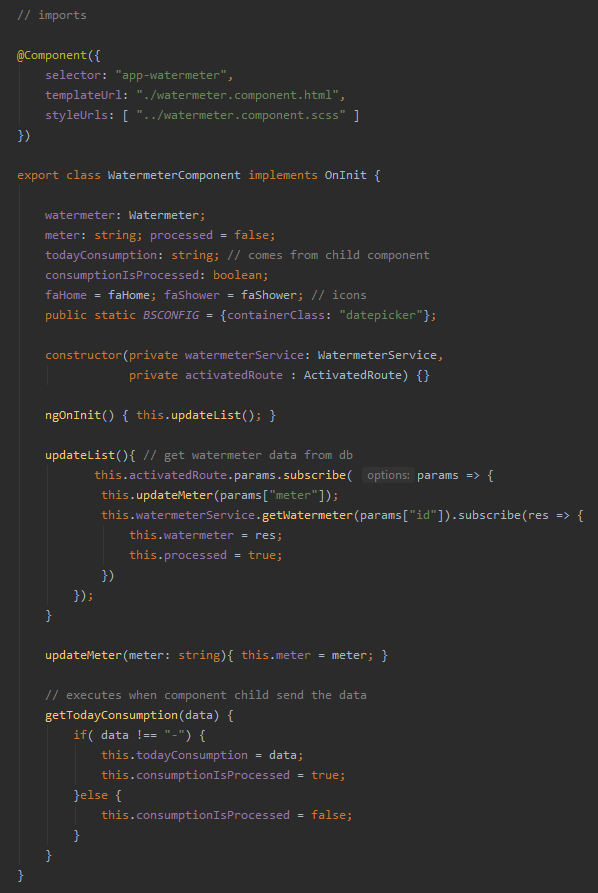 // imports
@Component({
selector: "app-watermeter",
templateUrl: "./watermeter.component.html",
styleUrls: [ "../watermeter.component.scss" ]
})
export class WatermeterComponent implements OnInit {
watermeter: Watermeter;
meter: string; processed = false;
todayConsumption: string; // comes from child component
consumptionIsProcessed: boolean;
faHome = faHome; faShower = faShower; // icons
public static BSCONFIG = {containerClass: "datepicker"};
constructor(private watermeterService: WatermeterService,
private activatedRoute : ActivatedRoute) {}
ngOnInit() { this.updateList(); }
updateList(){ // get watermeter data from db
this.activatedRoute.params.subscribe( options: params => {
this.updateMeter(params["meter"]);
this.watermeterService.getWatermeter(params["id"]).subscribe(res => {
this.watermeter = res;
this.processed = true;
})
});
}
updateMeter(meter: string){ this.meter = meter; }
// executes when component child send the data
getTodayConsumption(data) {
if( data !== "-") {
this.todayConsumption = data;
this.consumptionIsProcessed = true;
}else {
this.consumptionIsProcessed = false;
}
}
}